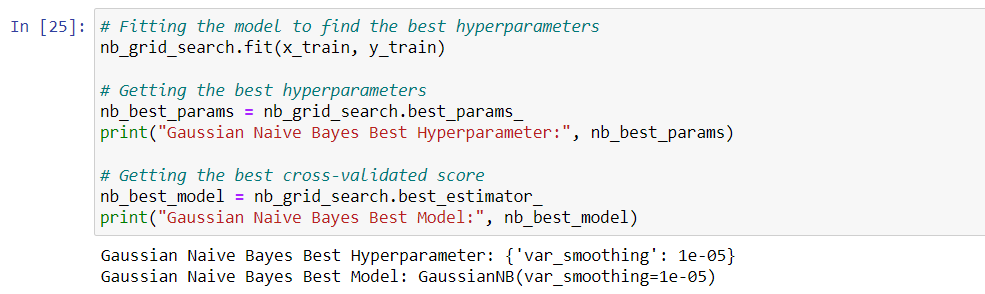 In [25]: # Fitting the model to find the best hyperparameters
nb_grid_search.fit(x_train, y_train)
# Getting the best hyperparameters
nb_best_params = nb_grid_search.best_params_
print("Gaussian Naive Bayes Best Hyperparameter:", nb_best_params)
# Getting the best cross-validated score
nb_best_model = nb_grid_search.best_estimator_
print("Gaussian Naive Bayes Best Model:", nb_best_model)
Gaussian Naive Bayes Best Hyperparameter: {'var_smoothing': 1e-05}
Gaussian Naive Bayes Best Model: GaussianNB(var_smoothing=1e-05)